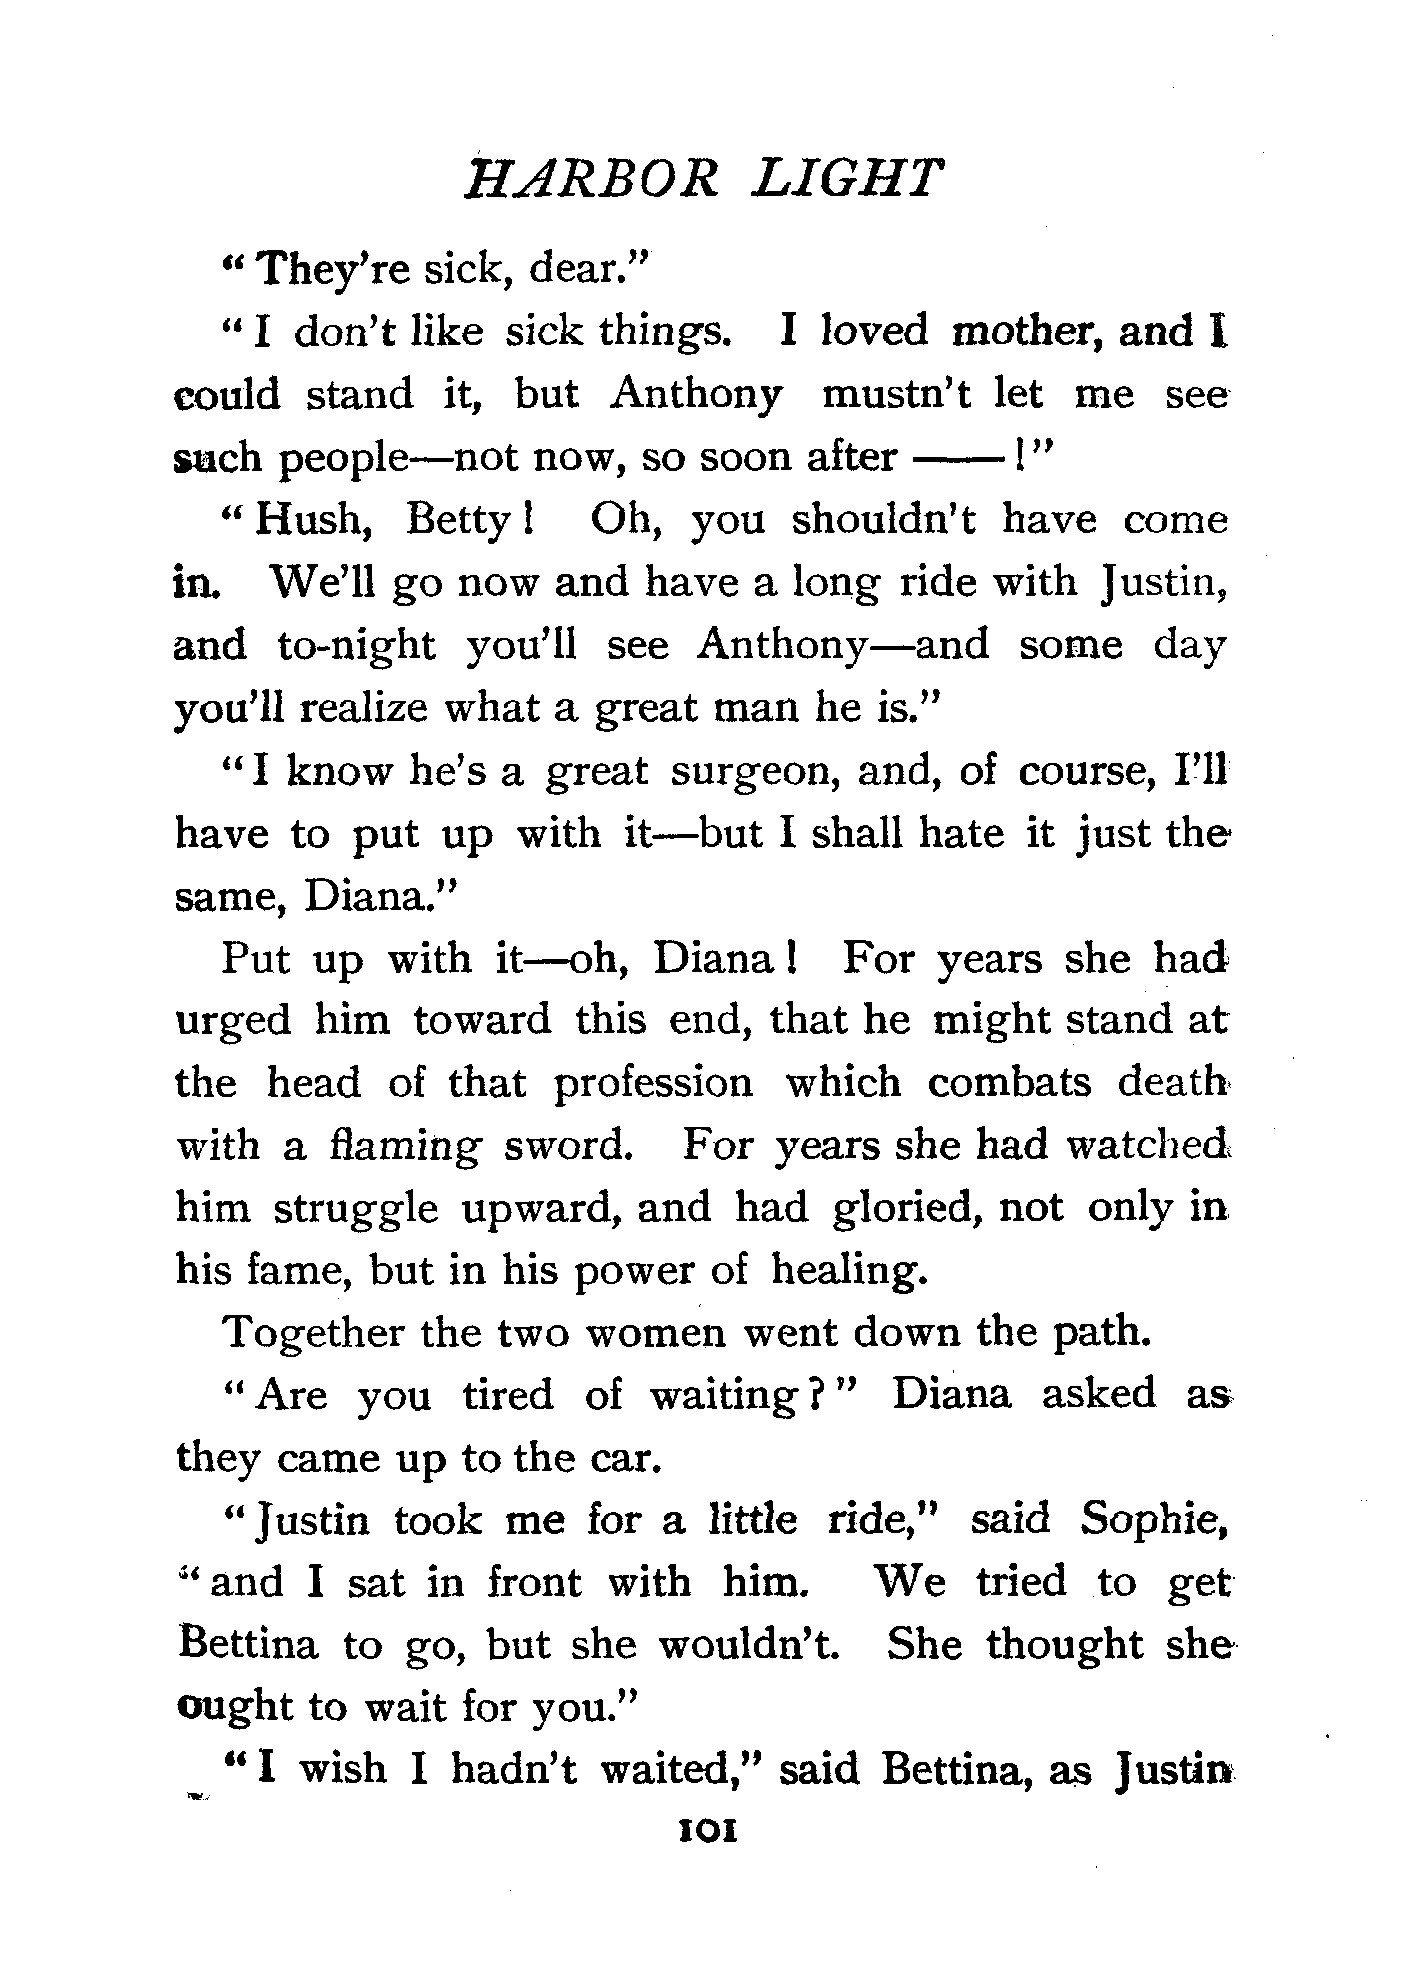 HARBOR LIGHT
"They're sick, dear."
"I don't like sick things. I loved mother, and I
could stand it, but Anthony mustn't let me see
such people—not now, so soon after ——!"
"Hush, Betty! Oh, you shouldn't have come
in. We'll go now and have a long ride with Justin,
and to-night you'll see Anthony—and some day
you'll realize what a great man he is."
"I know he's a great surgeon, and, of course, I'll
have to put up with it—but I shall hate it just the
same, Diana."
Put up with it—oh, Diana! For years she had
urged him toward this end, that he might stand at
the head of that profession which combats death
with a flaming sword. For years she had watched
him struggle upward, and had gloried, not only in
his fame, but in his power of healing.
Together the two women went down the path.
"Are you tired of waiting?" Diana asked as
they came up to the car.
"Justin took me for a little ride," said Sophie,
"and I sat in front with him. We tried to get
Bettina to go, but she wouldn't. She thought she
ought to wait for you."
"I wish I hadn't waited," said Bettina, as Justin
101